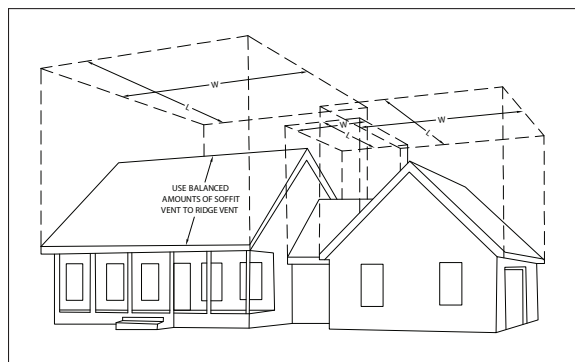 W
L
W
W
L
L
USE BALANCED
AMOUNTS OF SOFFIT
VENT TO RIDGE VENT